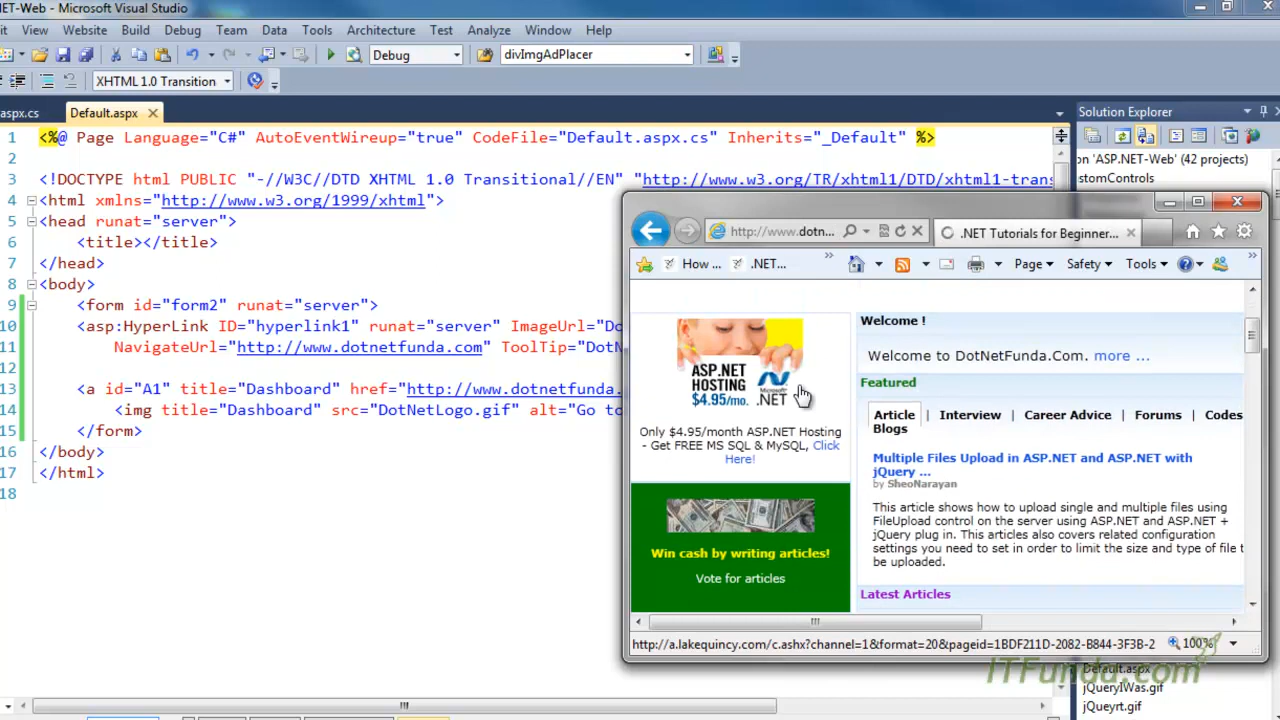 .NET-Web - Microsoft Visual Studio
View Website Build Debug Team Data Tools Architecture Test Analyze Window Help
Debug divImgAdPlacer
XHTML 1.0 Transition
aspx.cs Default.aspx
Solution Explorer
1 <%@ Page Language="C#" AutoEventWireup="true" CodeFile="Default.aspx.cs" Inherits="_Default" %>
2
3 <!DOCTYPE html PUBLIC "-//W3C//DTD XHTML 1.0 Transitional//EN" "http://www.w3.org/TR/xhtml1/DTD/xhtml1-trans
4 <html xmlns="http://www.w3.org/1999/xhtml">
5 <head runat="server">
6 <title></title>
7 </head>
8 <body>
9 <form id="form2" runat="server">
10 <asp:HyperLink ID="hyperlink1" runat="server" ImageUrl="Do
11 NavigateUrl="http://www.dotnetfunda.com" ToolTip="DotN
12
13 <a id="A1" title="Dashboard" href="http://www.dotnetfunda.
14 <img title="Dashboard" src="DotNetLogo.gif" alt="Go to
15 </form>
16 </body>
17 </html>
18
on 'ASP.NET-Web' (42 projects)
stomControls
http://www.dotn... .NET Tutorials for Beginner...
How ... .NET... Page Safety Tools
ASP.NET
HOSTING
$4.95/mo.
Microsoft
.NET
Only $4.95/month ASP.NET Hosting
- Get FREE MS SQL & MySQL, Click
Here!
Win cash by writing articles!
Vote for articles
Welcome !
Welcome to DotNetFunda.Com. more ...
Featured
Article | Interview | Career Advice | Forums | Codes
Blogs
Multiple Files Upload in ASP.NET and ASP.NET with
jQuery ...
by SheoNarayan
This article shows how to upload single and multiple files using
FileUpload control on the server using ASP.NET and ASP.NET +
jQuery plug in. This articles also covers related configuration
settings you need to set in order to limit the size and type of file t
be uploaded.
Latest Articles
http://a.lakequincy.com/c.ashx?channel=1&format=20&pageid=1BDF211D-2082-B844-3F3B-2 100%
ITFunda.com
Default.aspx
jQueryIWas.gif
jQueyrt.gif